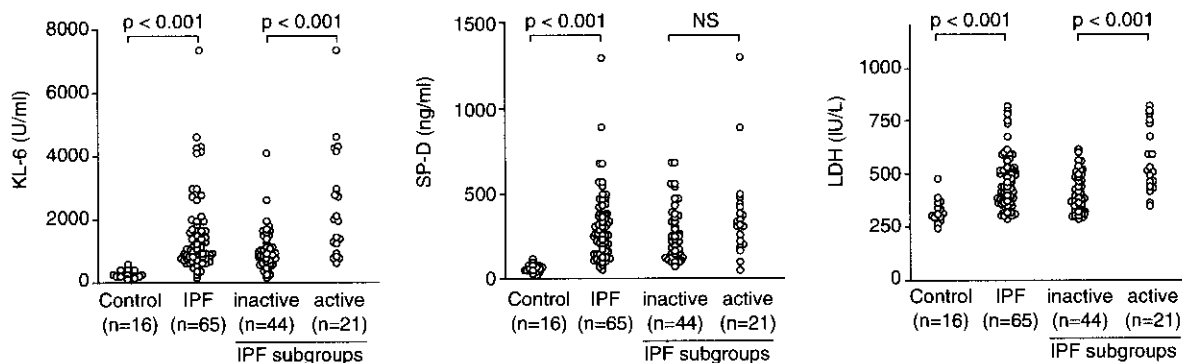 p < 0.001 p < 0.001
8000
6000
4000
2000
0
KL-6 (U/ml)
Control IPF inactive active
(n=16) (n=65) (n=44) (n=21)
IPF subgroups
p < 0.001 NS
1500
1000
500
0
SP-D (ng/ml)
Control IPF inactive active
(n=16) (n=65) (n=44) (n=21)
IPF subgroups
p < 0.001 p < 0.001
1000
750
500
250
0
LDH (IU/L)
Control IPF inactive active
(n=16) (n=65) (n=44) (n=21)
IPF subgroups